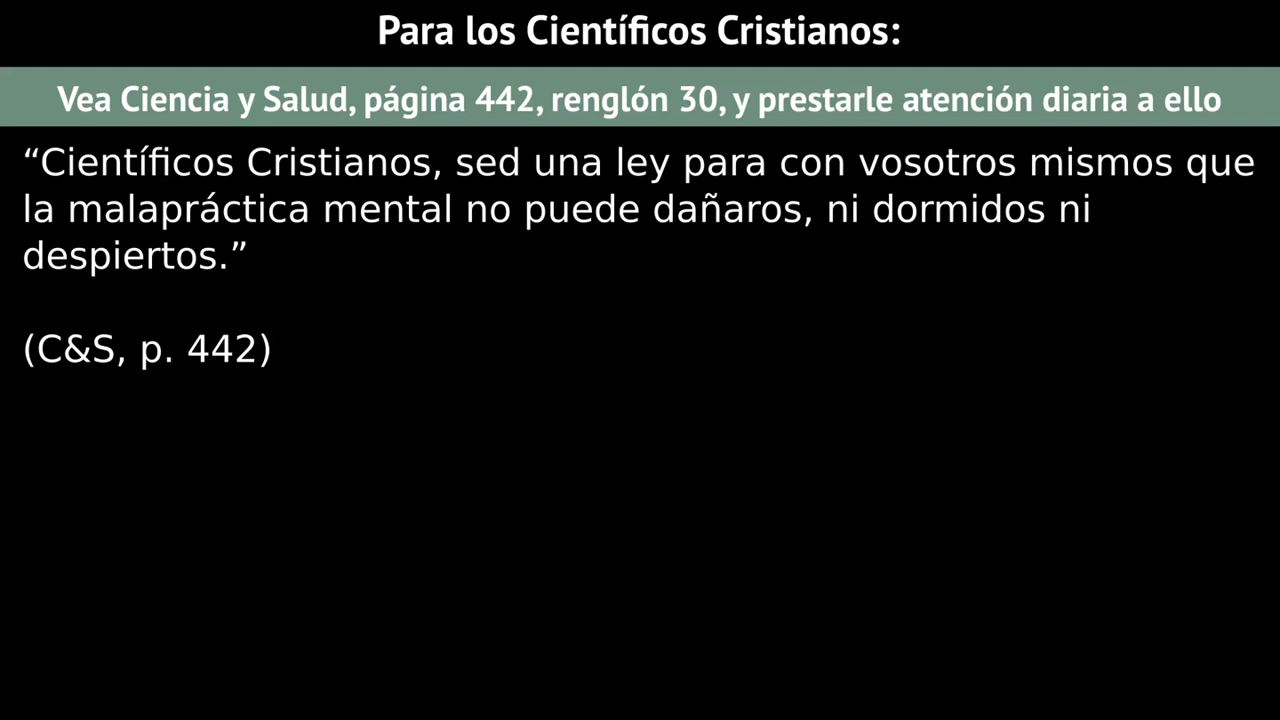 Para los Científicos Cristianos:
Vea Ciencia y Salud, página 442, renglón 30, y prestarle atención diaria a ello
“Científicos Cristianos, sed una ley para con vosotros mismos que
la malapráctica mental no puede dañaros, ni dormidos ni
despiertos.”
(C&S, p. 442)